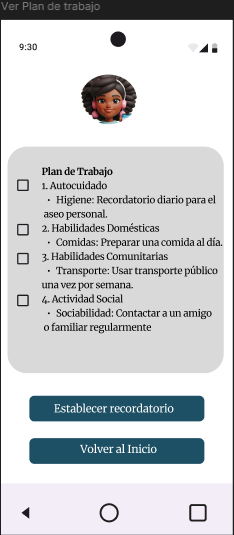 Ver Plan de trabajo
9:30
Plan de Trabajo
1. Autocuidado
• Higiene: Recordatorio diario para el
aseo personal.
2. Habilidades Domésticas
• Comidas: Preparar una comida al día.
3. Habilidades Comunitarias
• Transporte: Usar transporte público
una vez por semana.
4. Actividad Social
• Sociabilidad: Contactar a un amigo
o familiar regularmente
Establecer recordatorio
Volver al Inicio